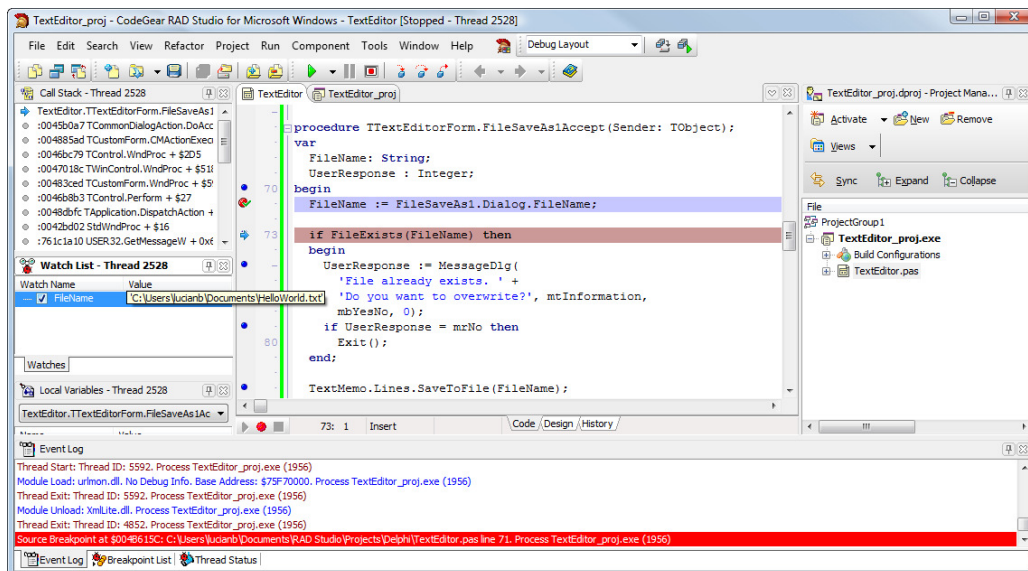 TextEditor_proj - CodeGear RAD Studio for Microsoft Windows - TextEditor [Stopped - Thread 2528]
File Edit Search View Refactor Project Run Component Tools Window Help
Debug Layout
Call Stack - Thread 2528
TextEditor.TTextEditorForm.FileSaveAs1
:0045b0a7 TCommonDialogAction.DoAcc
:004885ad TCustomForm.CMActionExec
:0046bc79 TControl.WndProc + $2D5
:0047018c TWinControl.WndProc + $518
:00483ced TCustomForm.WndProc + $5
:0046b8b3 TControl.Perform + $27
:0048dbfc TApplication.DispatchAction +
:0042bd02 StdWndProc + $16
:761c1a10 USER32.GetMessageW + 0x6
Watch List - Thread 2528
Watch Name Value
FileName 'C:\Users\lucianb\Documents\HelloWorld.txt'
Watches
Local Variables - Thread 2528
TextEditor.TTextEditorForm.FileSaveAs1Ac
TextEditor TextEditor_proj
procedure TTextEditorForm.FileSaveAs1Accept(Sender: TObject);
var
FileName: String;
UserResponse : Integer;
70 begin
FileName := FileSaveAs1.Dialog.FileName;
73 if FileExists(FileName) then
begin
UserResponse := MessageDlg(
'File already exists. ' +
'Do you want to overwrite?', mtInformation,
mbYesNo, 0);
if UserResponse = mrNo then
80 Exit();
end;
TextMemo.Lines.SaveToFile(FileName);
73: 1 Insert
Code Design History
TextEditor_proj.dproj - Project Mana...
Activate New Remove
Views
Sync Expand Collapse
File
ProjectGroup1
TextEditor_proj.exe
Build Configurations
TextEditor.pas
Event Log
Thread Start: Thread ID: 5592. Process TextEditor_proj.exe (1956)
Module Load: urlmon.dll. No Debug Info. Base Address: $75F70000. Process TextEditor_proj.exe (1956)
Thread Exit: Thread ID: 5592. Process TextEditor_proj.exe (1956)
Module Unload: XmlLite.dll. Process TextEditor_proj.exe (1956)
Thread Exit: Thread ID: 4852. Process TextEditor_proj.exe (1956)
Source Breakpoint at $004B615C: C:\Users\lucianb\Documents\RAD Studio\Projects\Delphi\TextEditor.pas line 71. Process TextEditor_proj.exe (1956)
Event Log Breakpoint List Thread Status